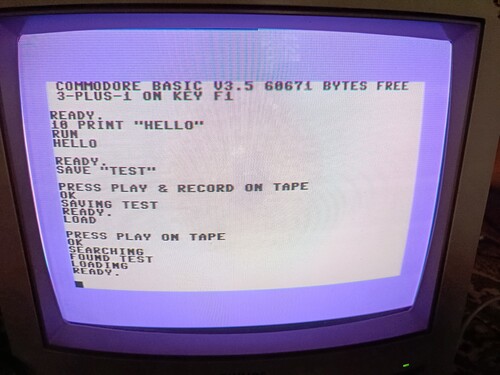 COMMODORE BASIC V3.5 60671 BYTES FREE
3-PLUS-1 ON KEY F1
READY.
10 PRINT "HELLO"
RUN
HELLO
READY.
SAVE "TEST"
PRESS PLAY & RECORD ON TAPE
OK
SAVING TEST
READY.
LOAD
PRESS PLAY ON TAPE
OK
SEARCHING
FOUND TEST
LOADING
READY.